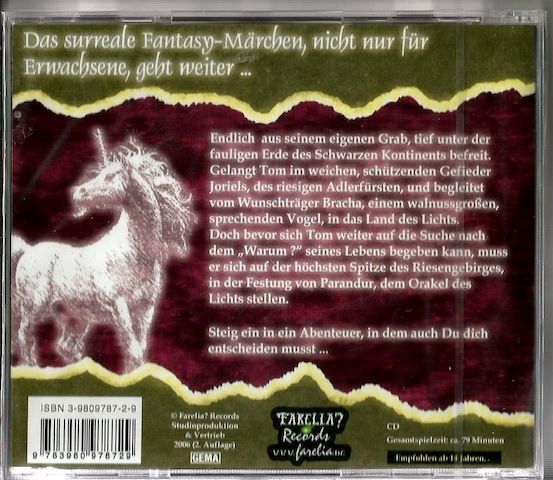 Das surreale Fantasy-Märchen, nicht nur für
Erwachsene, geht weiter ...
Endlich aus seinem eigenen Grab, tief unter der
fauligen Erde des Schwarzen Kontinents befreit.
Gelangt Tom im weichen, schützenden Gefieder
Joriels, des riesigen Adlerfürsten, und begleitet
vom Wunschträger Bracha, einem walnussgroßen,
sprechenden Vogel, in das Land des Lichts.
Doch bevor sich Tom weiter auf die Suche nach
dem „Warum ?“ seines Lebens begeben kann, muss
er sich auf der höchsten Spitze des Riesengebirges,
in der Festung von Parandur, dem Orakel des
Lichts stellen.
Steig ein in ein Abenteuer, in dem auch Du dich
entscheiden musst ...
ISBN 3-9809787-2-9
9 783980 978729
© Farelia? Records
Studioproduktion
& Vertrieb
2006 (2. Auflage)
GEMA
FARELIA?
Records
www.farelia.de
CD
Gesamtspielzeit: ca. 79 Minuten
Empfohlen ab 14 Jahren.